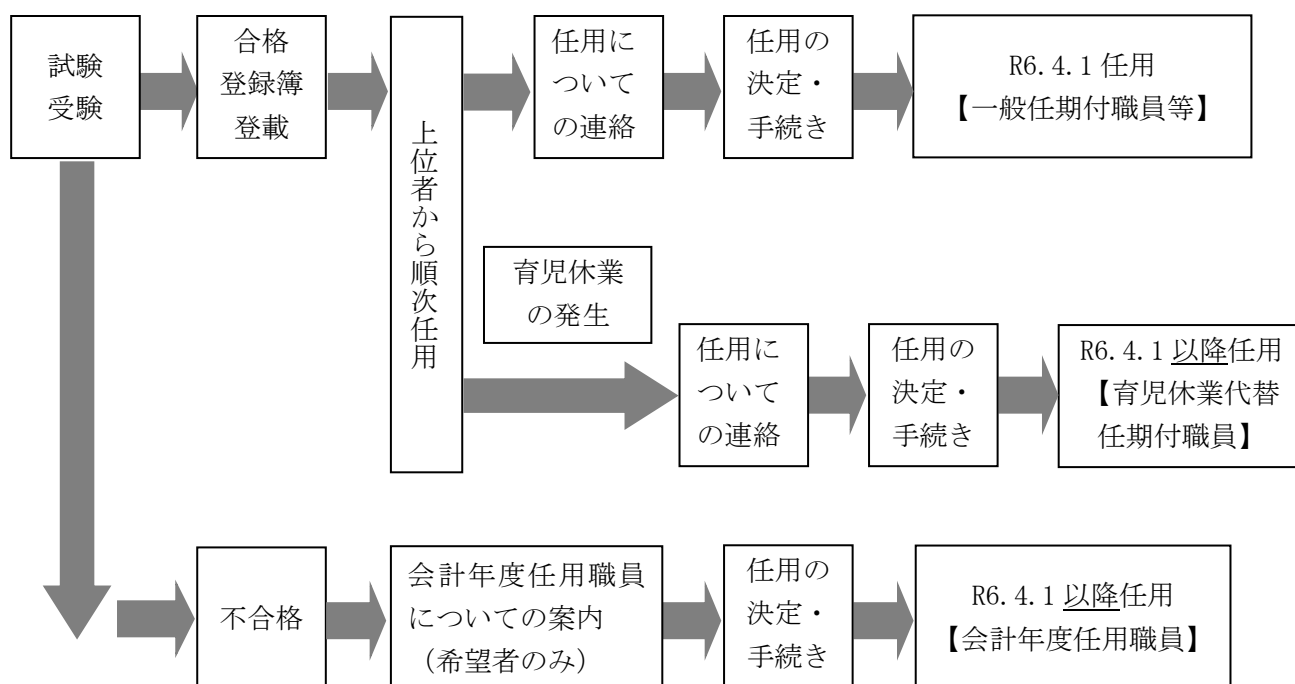 試験
受験
合格
登録簿
登載
上位者から順次任用
任用に
ついて
の連絡
任用の
決定・
手続き
R6.4.1 任用
【一般任期付職員等】
育児休業
の発生
任用に
ついて
の連絡
任用の
決定・
手続き
R6.4.1 以降任用
【育児休業代替
任期付職員】
不合格
会計年度任用職員
についての案内
（希望者のみ）
任用の
決定・
手続き
R6.4.1 以降任用
【会計年度任用職員】